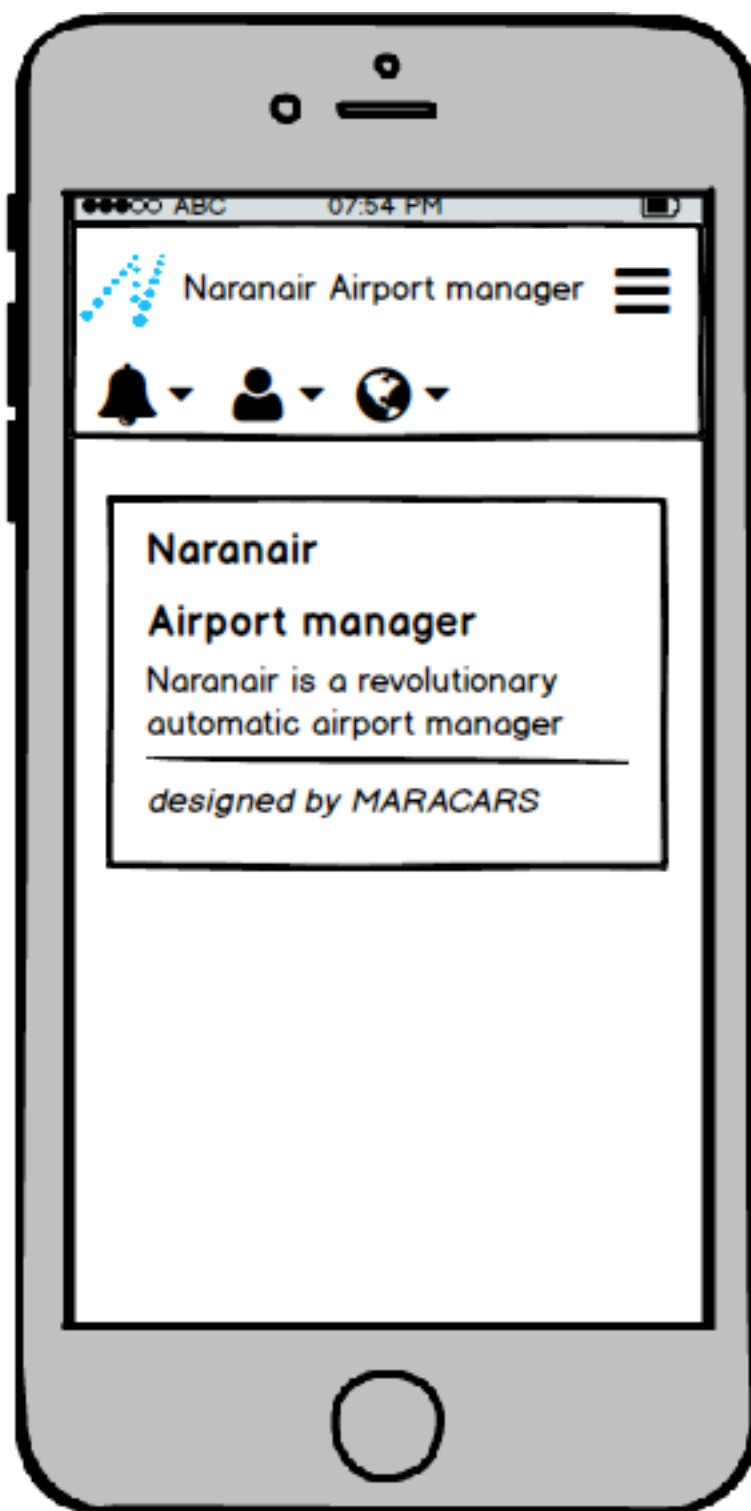 ABC 07:54 PM
Naranair Airport manager
Naranair
Airport manager
Naranair is a revolutionary
automatic airport manager
designed by MARACARS